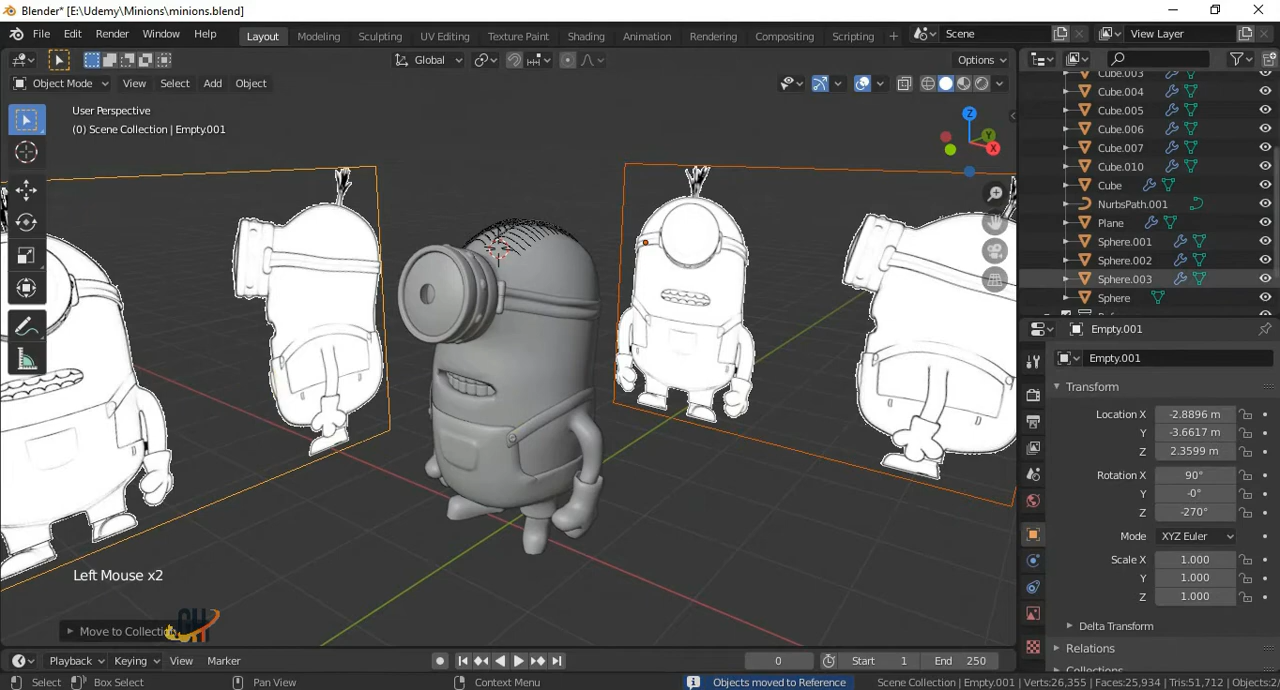 Blender* [E:\Udemy\Minions\minions.blend]
File Edit Render Window Help
Layout Modeling Sculpting UV Editing Texture Paint Shading Animation Rendering Compositing Scripting + Scene View Layer
Global Options
Object Mode View Select Add Object
User Perspective
(0) Scene Collection | Empty.001
Z
Y
X
Cube.003
Cube.004
Cube.005
Cube.006
Cube.007
Cube.010
Cube
NurbsPath.001
Plane
Sphere.001
Sphere.002
Sphere.003
Sphere
Empty.001
Empty.001
Transform
Location X -2.8896 m
Y -3.6617 m
Z 2.3599 m
Rotation X 90°
Y -0°
Z -270°
Mode XYZ Euler
Scale X 1.000
Y 1.000
Z 1.000
Delta Transform
Relations
Collections
Left Mouse x2
Move to Collection
GH
Playback Keying View Marker 0 Start 1 End 250
Select Box Select Pan View Context Menu Objects moved to Reference Scene Collection | Empty.001 Verts:26,355 | Faces:25,934 | Tris:51,712 | Objects:2/